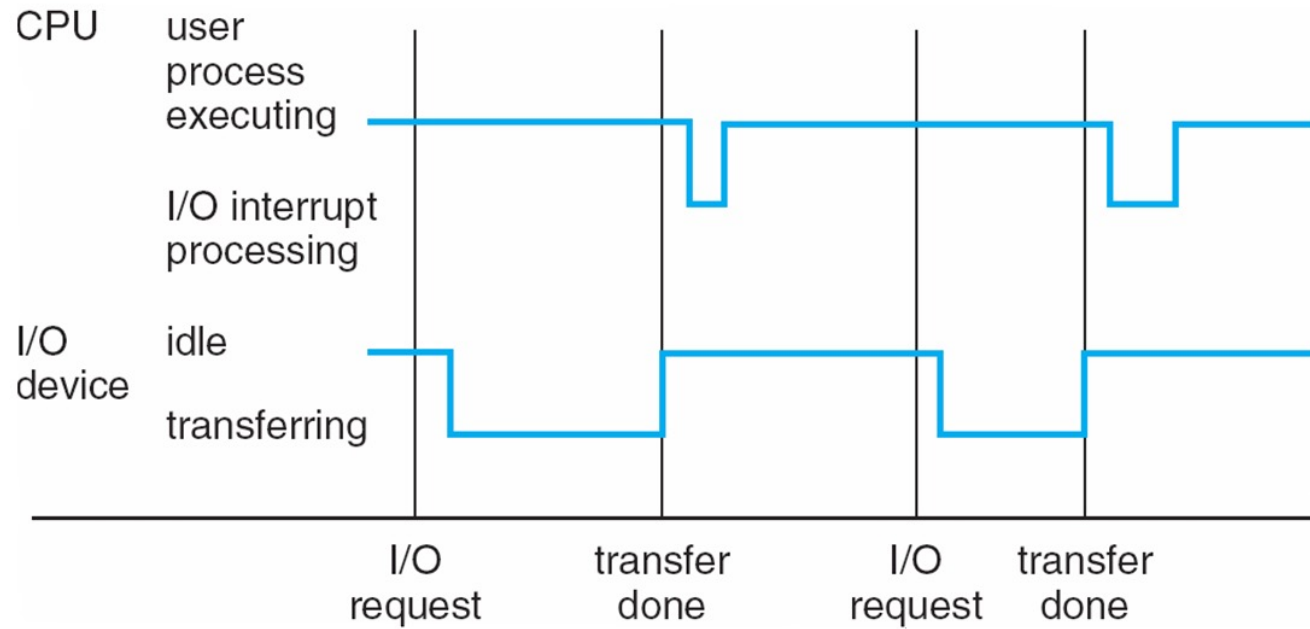 CPU user
process
executing
I/O interrupt
processing
I/O idle
device
transferring
I/O transfer I/O transfer
request done request done